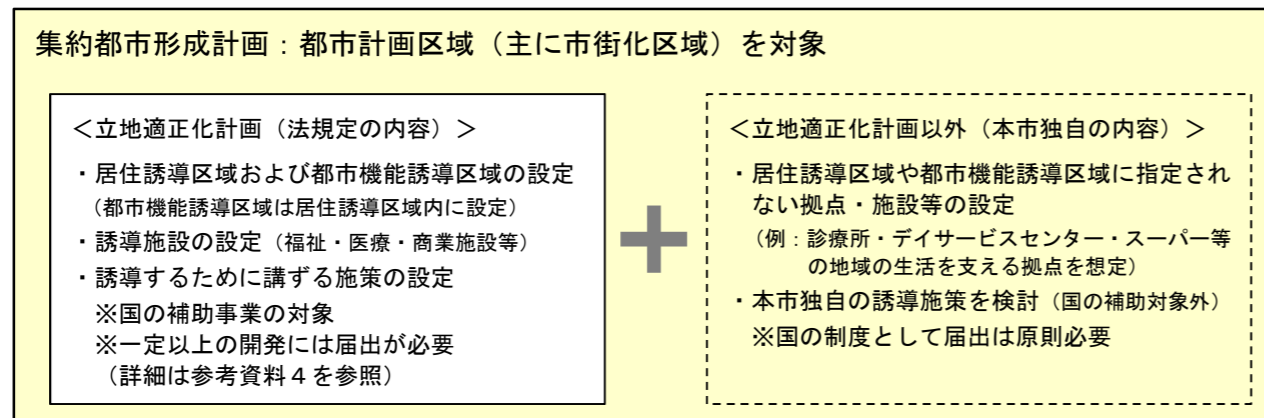 集約都市形成計画：都市計画区域（主に市街化区域）を対象
＜立地適正化計画（法規定の内容）＞
・居住誘導区域および都市機能誘導区域の設定
（都市機能誘導区域は居住誘導区域内に設定）
・誘導施設の設定（福祉・医療・商業施設等）
・誘導するために講ずる施策の設定
※国の補助事業の対象
※一定以上の開発には届出が必要
（詳細は参考資料４を参照）
＋
＜立地適正化計画以外（本市独自の内容）＞
・居住誘導区域や都市機能誘導区域に指定され
ない拠点・施設等の設定
（例：診療所・デイサービスセンター・スーパー等
の地域の生活を支える拠点を想定）
・本市独自の誘導施策を検討（国の補助対象外）
※国の制度として届出は原則必要